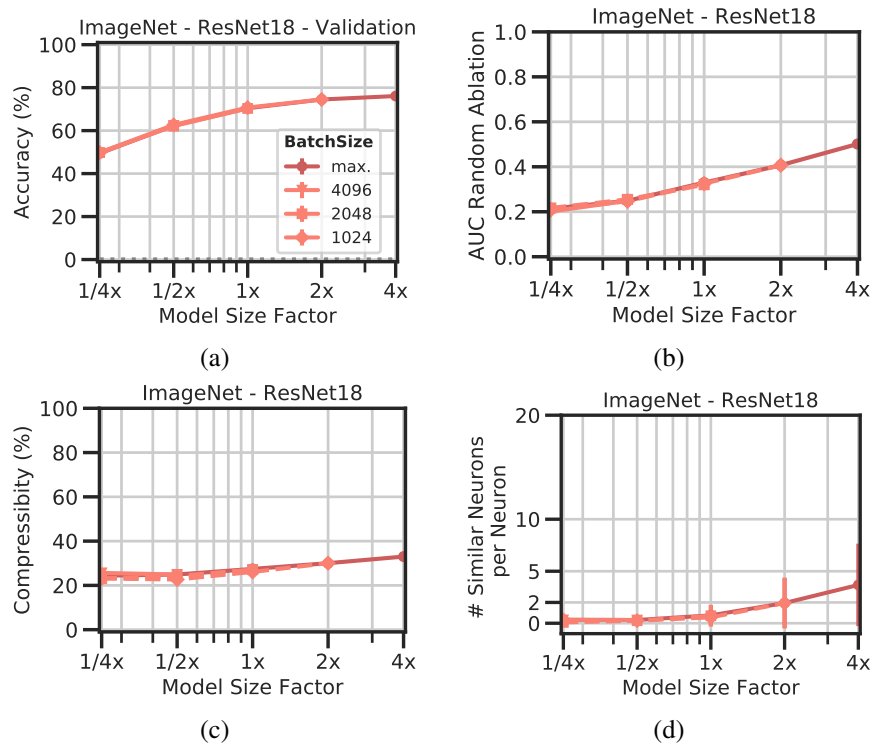 ImageNet - ResNet18 - Validation
Accuracy (%)
100
80
60
40
20
0
BatchSize
max.
4096
2048
1024
1/4x 1/2x 1x 2x 4x
Model Size Factor
(a)
ImageNet - ResNet18
AUC Random Ablation
1.0
0.8
0.6
0.4
0.2
0.0
1/4x 1/2x 1x 2x 4x
Model Size Factor
(b)
ImageNet - ResNet18
Compressibity (%)
100
80
60
40
20
0
1/4x 1/2x 1x 2x 4x
Model Size Factor
(c)
ImageNet - ResNet18
# Similar Neurons
per Neuron
20
10
5
2
0
1/4x 1/2x 1x 2x 4x
Model Size Factor
(d)